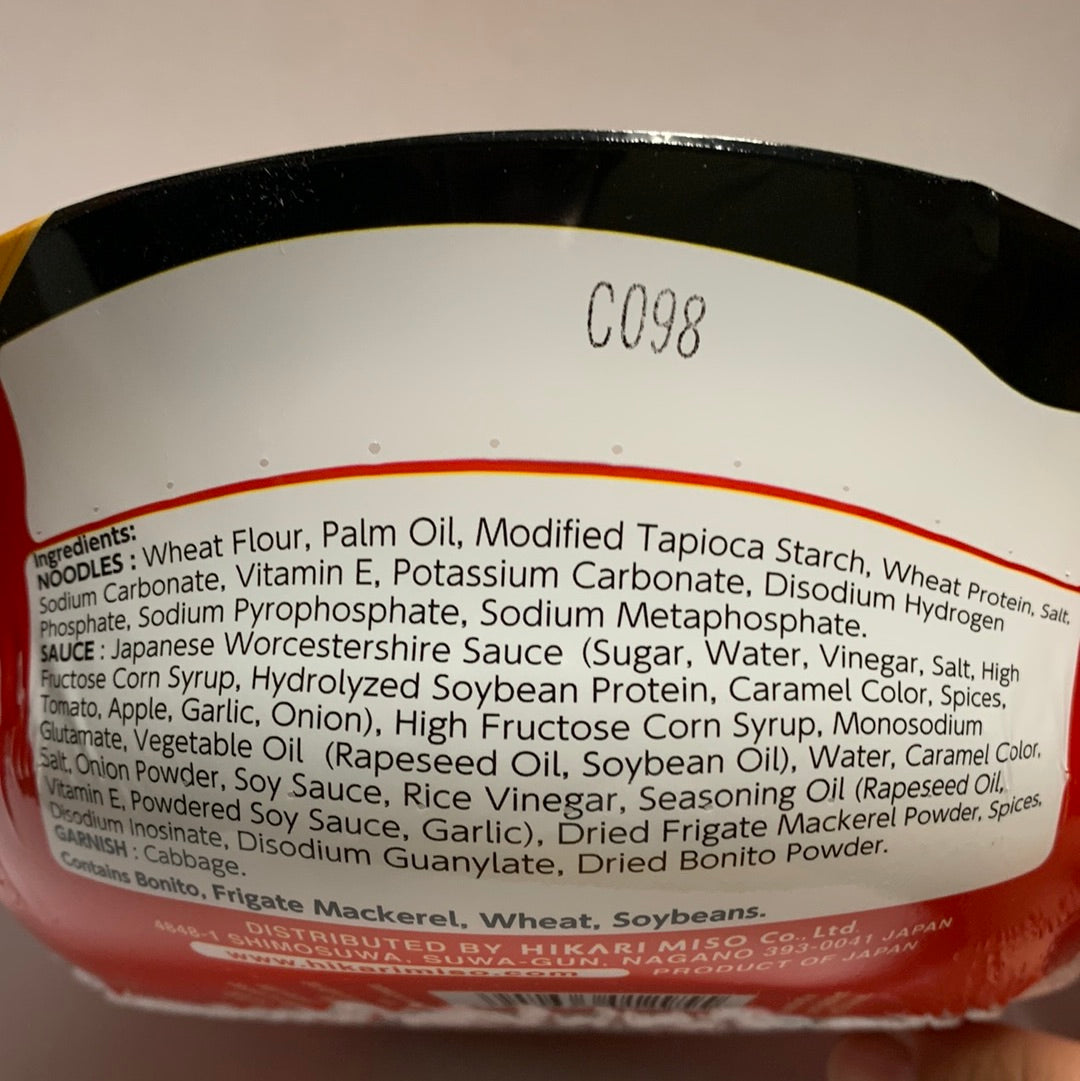 C098
Ingredients:
NOODLES : Wheat Flour, Palm Oil, Modified Tapioca Starch, Wheat Protein, Salt,
Sodium Carbonate, Vitamin E, Potassium Carbonate, Disodium Hydrogen
Phosphate, Sodium Pyrophosphate, Sodium Metaphosphate.
SAUCE : Japanese Worcestershire Sauce (Sugar, Water, Vinegar, Salt, High
Fructose Corn Syrup, Hydrolyzed Soybean Protein, Caramel Color, Spices,
Tomato, Apple, Garlic, Onion), High Fructose Corn Syrup, Monosodium
Glutamate, Vegetable Oil (Rapeseed Oil, Soybean Oil), Water, Caramel Color,
Salt, Onion Powder, Soy Sauce, Rice Vinegar, Seasoning Oil (Rapeseed Oil,
Vitamin E, Powdered Soy Sauce, Garlic), Dried Frigate Mackerel Powder, Spices,
Disodium Inosinate, Disodium Guanylate, Dried Bonito Powder.
GARNISH : Cabbage.
Contains Bonito, Frigate Mackerel, Wheat, Soybeans.
DISTRIBUTED BY HIKARI MISO Co., Ltd.
4848-1 SHIMOSUWA, SUWA-GUN, NAGANO 393-0041 JAPAN
www.hikarimiso.com PRODUCT OF JAPAN